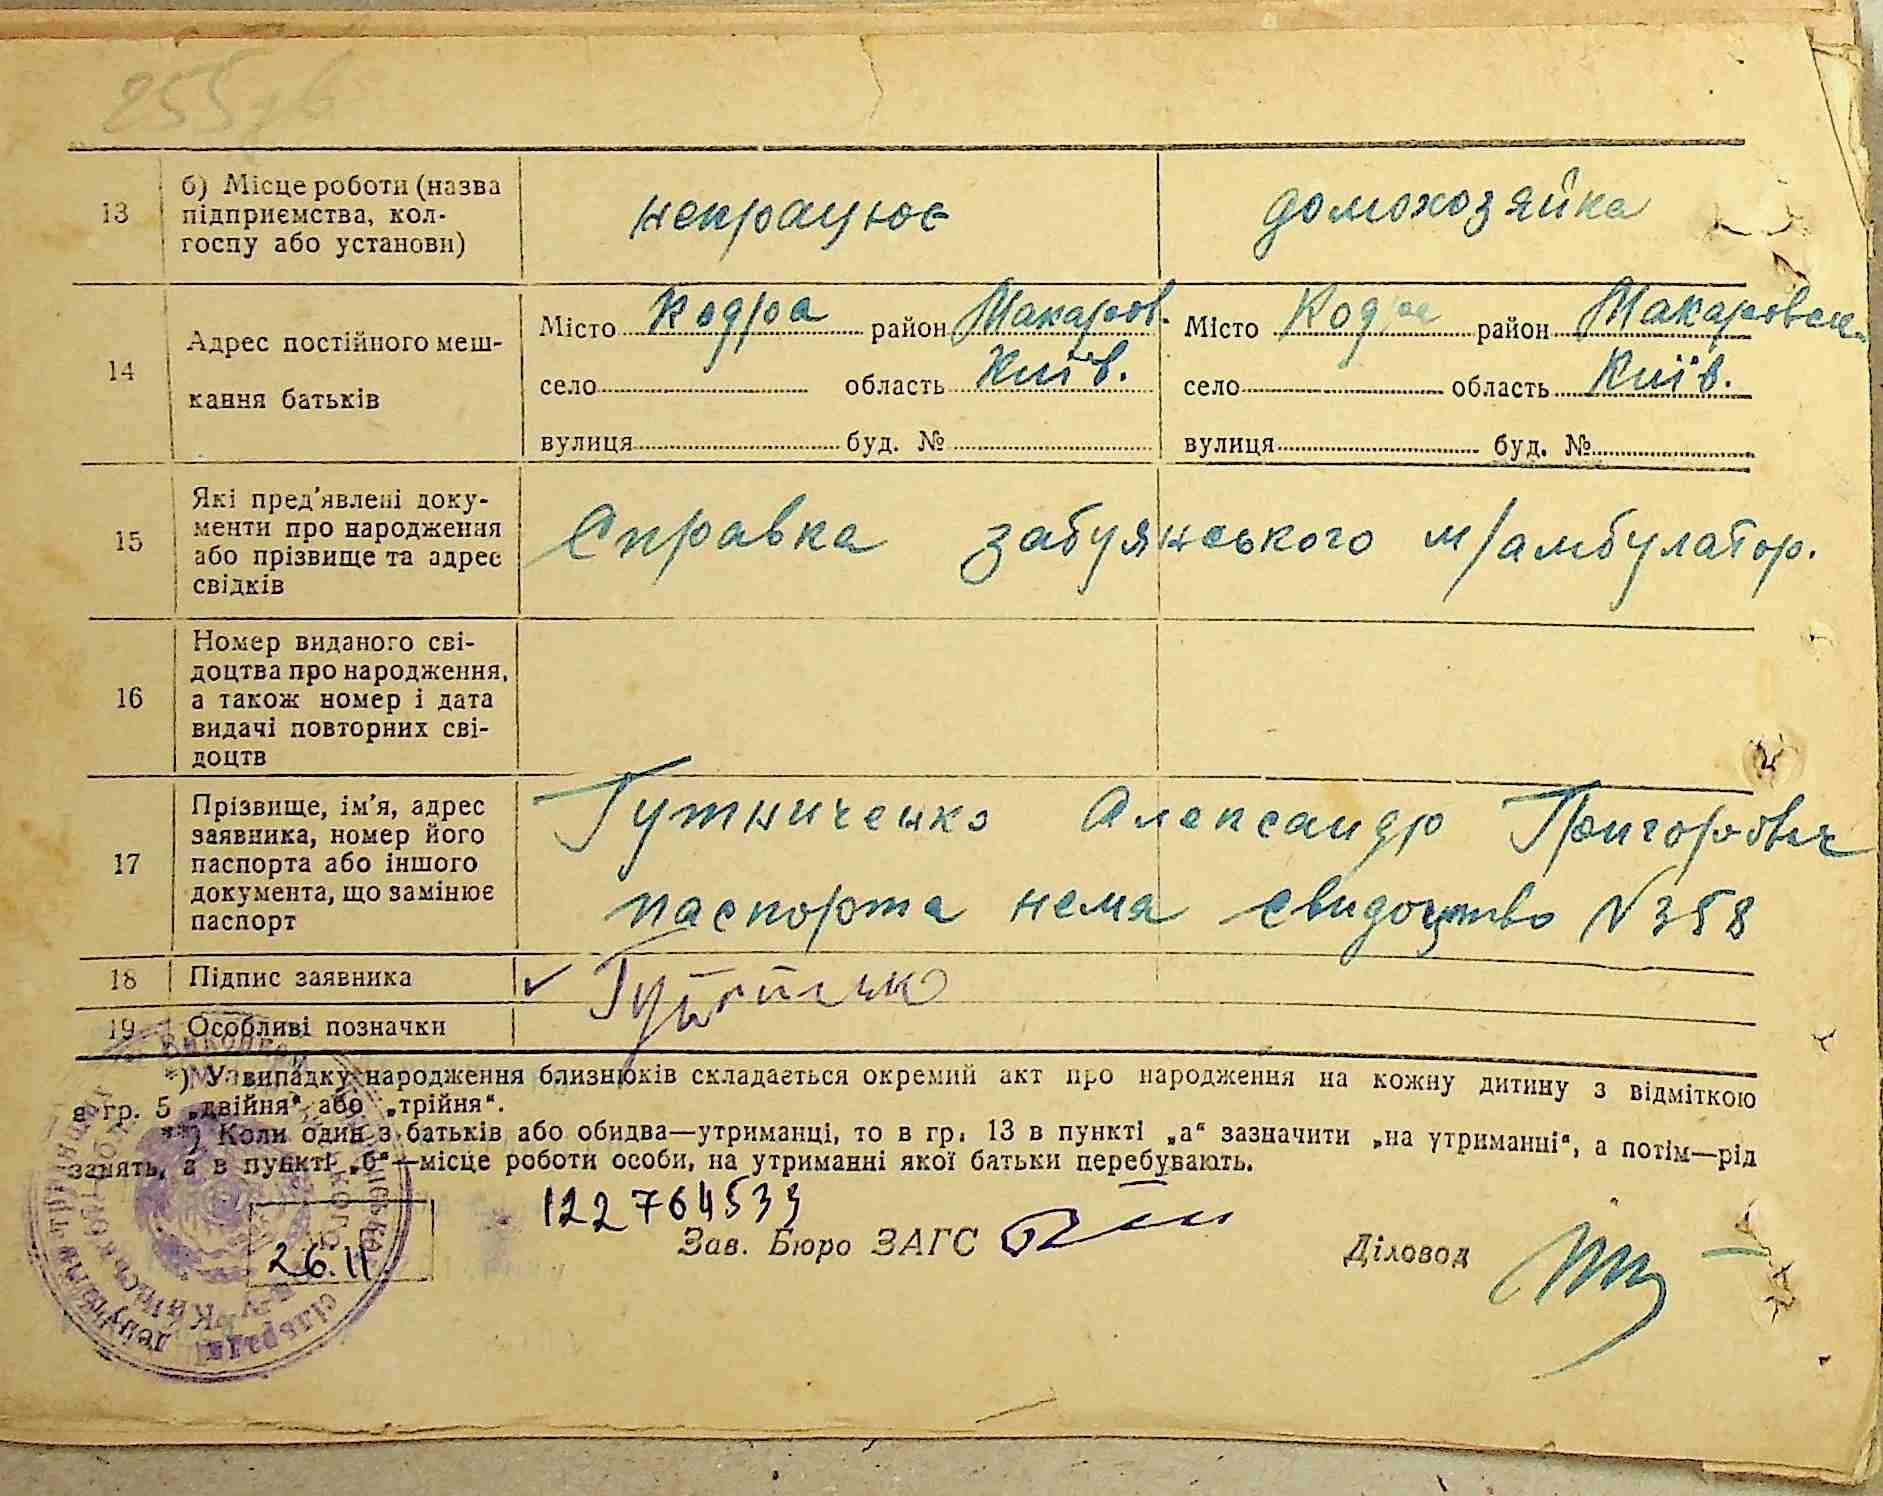 255 зв
13 б) Місце роботи (назва
підприємства, кол-
госпу або установи)
непрацює домохозяйка
14 Адрес постійного меш-
кання батьків
Місто Кодра район Макаров. Місто Кодра район Макаровск.
село область Київ. село область Київ.
вулиця буд. № вулиця буд. №
15 Які пред'явлені доку-
менти про народження
або прізвище та адрес
свідків
Справка забуянського м/амбулатор.
16 Номер виданого сві-
доцтва про народження,
а також номер і дата
видачі повторних сві-
доцтв
17 Прізвище, ім'я, адрес
заявника, номер його
паспорта або іншого
документа, що замінює
паспорт
Гутниченко Александр Григорович
паспорта нема свидоцтво N 358
18 Підпис заявника
19 Особливі позначки
*) У випадку народження близнюків складається окремий акт про народження на кожну дитину з відміткою
в гр. 5 „двійня“ або „трійня“.
**) Коли один з батьків або обидва—утриманці, то в гр. 13 в пункті „а“ зазначити „на утриманні“, а потім—рід
занять, а в пункті „б“—місце роботи особи, на утриманні якої батьки перебувають.
122764533
Зав. Бюро ЗАГС Діловод
26.11